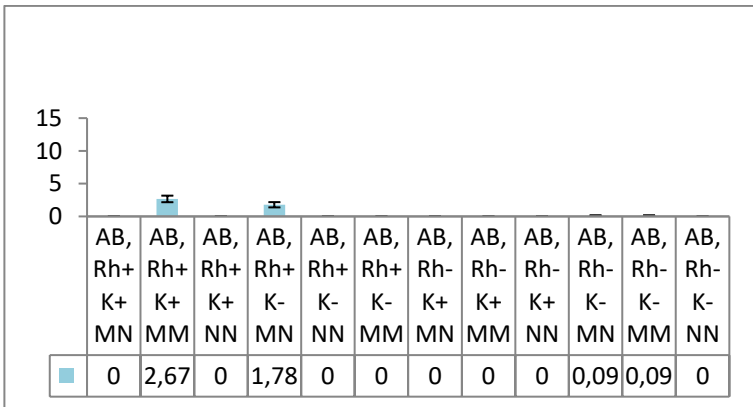 15
10
5
0
AB, AB, AB, AB, AB, AB, AB, AB, AB, AB, AB, AB,
Rh+ Rh+ Rh+ Rh+ Rh+ Rh+ Rh- Rh- Rh- Rh- Rh- Rh-
K+ K+ K+ K- K- K- K+ K+ K+ K- K- K-
MN MM NN MN NN MM MN MM NN MN MM NN
0 2,67 0 1,78 0 0 0 0 0 0,09 0,09 0